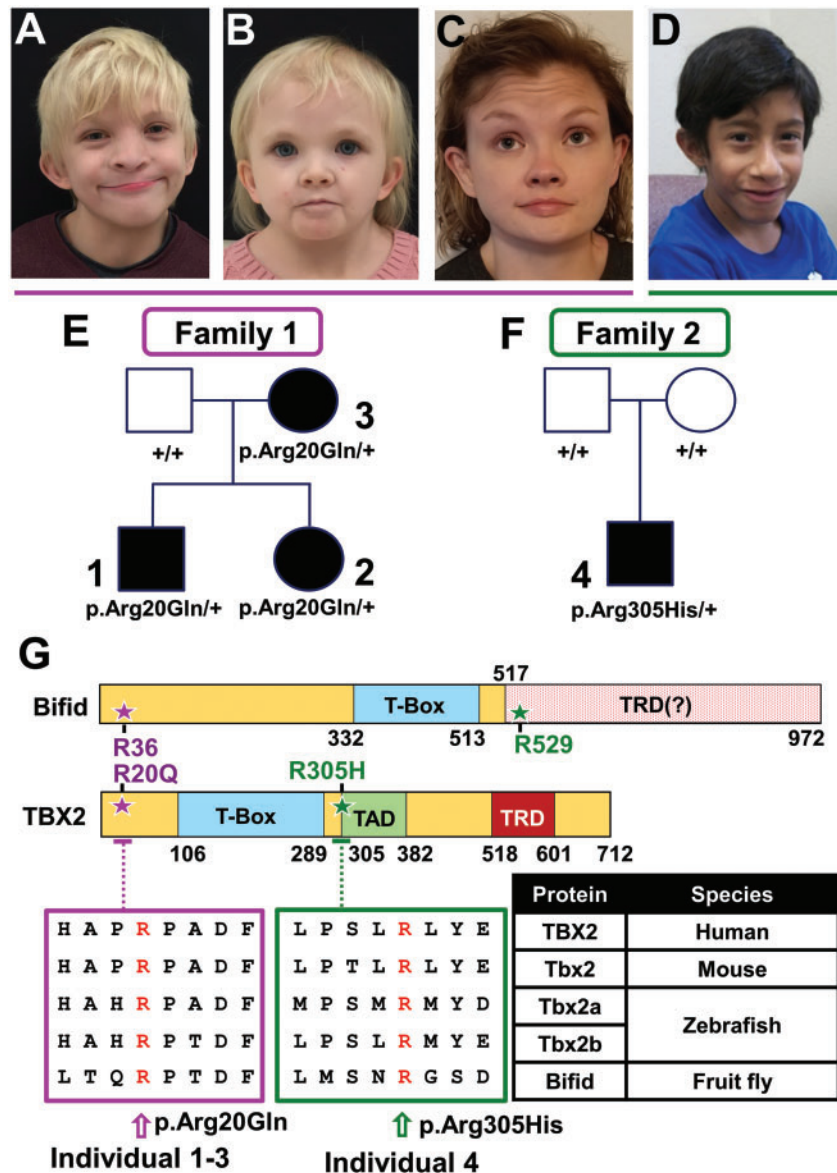 A B C D
E Family 1
F Family 2
3
+/+ p.Arg20Gln/+
+/+ +/+
1 2
p.Arg20Gln/+ p.Arg20Gln/+
4
p.Arg305His/+
G
517
Bifid T-Box TRD(?)
332 513 972
R36 R529
R20Q R305H
TBX2 T-Box TAD TRD
106 289 305 382 518 601 712
H A P R P A D F
H A P R P A D F
H A H R P A D F
H A H R P T D F
L T Q R P T D F
L P S L R L Y E
L P T L R L Y E
M P S M R M Y D
L P S L R M Y E
L M S N R G S D
Protein Species
TBX2 Human
Tbx2 Mouse
Tbx2a Zebrafish
Tbx2b
Bifid Fruit fly
p.Arg20Gln
Individual 1-3
p.Arg305His
Individual 4